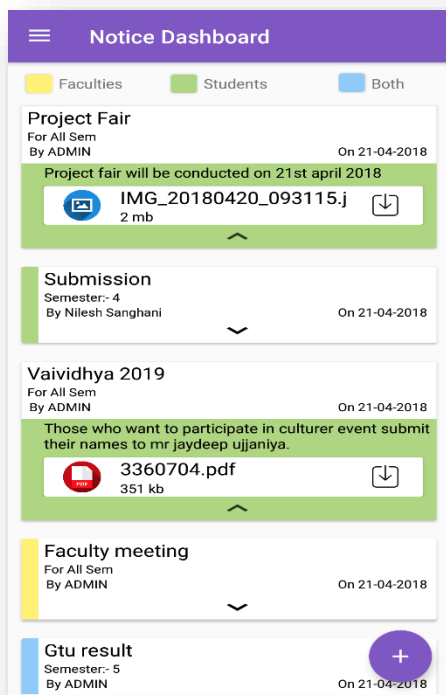 Notice Dashboard
Faculties Students Both
Project Fair
For All Sem
By ADMIN On 21-04-2018
Project fair will be conducted on 21st april 2018
IMG_20180420_093115.j
2 mb
Submission
Semester:- 4
By Nilesh Sanghani On 21-04-2018
Vaividhya 2019
For All Sem
By ADMIN On 21-04-2018
Those who want to participate in culturer event submit
their names to mr jaydeep ujjaniya.
3360704.pdf
PDF
351 kb
Faculty meeting
For All Sem
By ADMIN On 21-04-2018
Gtu result
Semester:- 5
By ADMIN On 21-04-2018